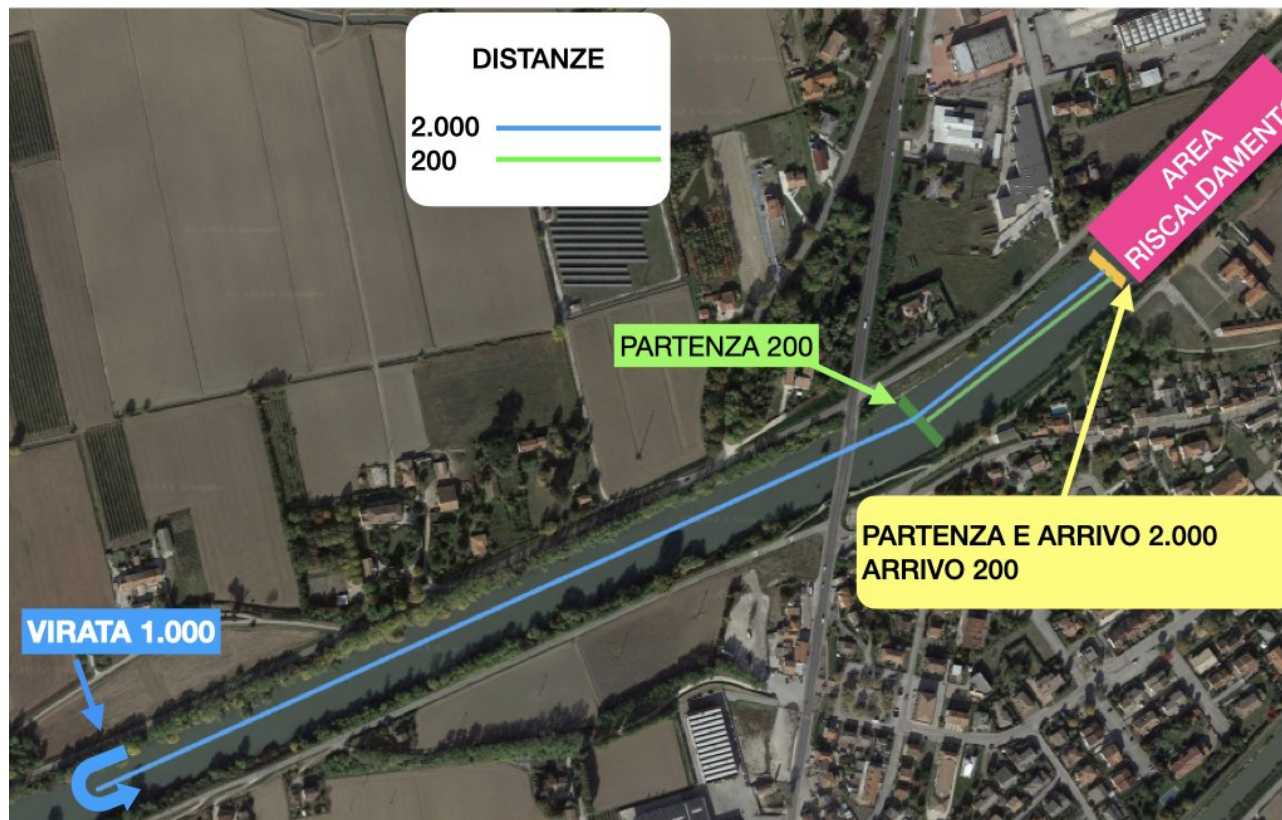 DISTANZE
2.000
200
AREA
RISCALDAMENTO
PARTENZA 200
PARTENZA E ARRIVO 2.000
ARRIVO 200
VIRATA 1.000